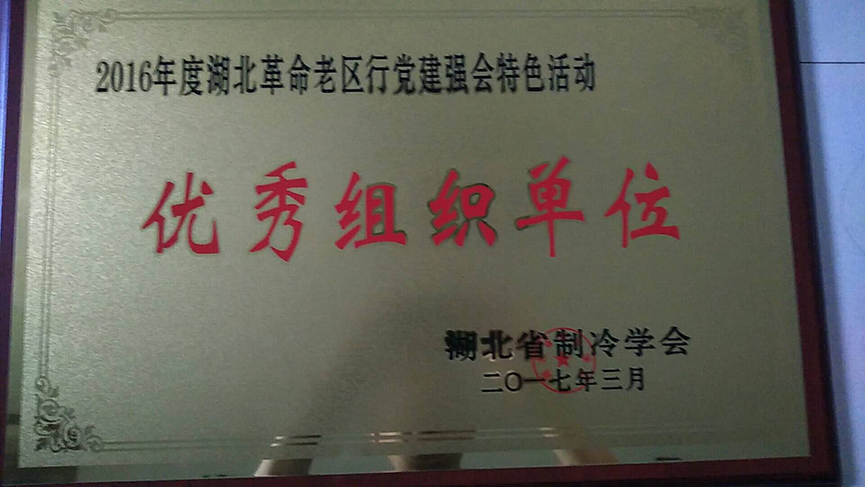 2016年度湖北革命老区行党建强会特色活动
优秀组织单位
湖北省制冷学会
二〇一七年三月